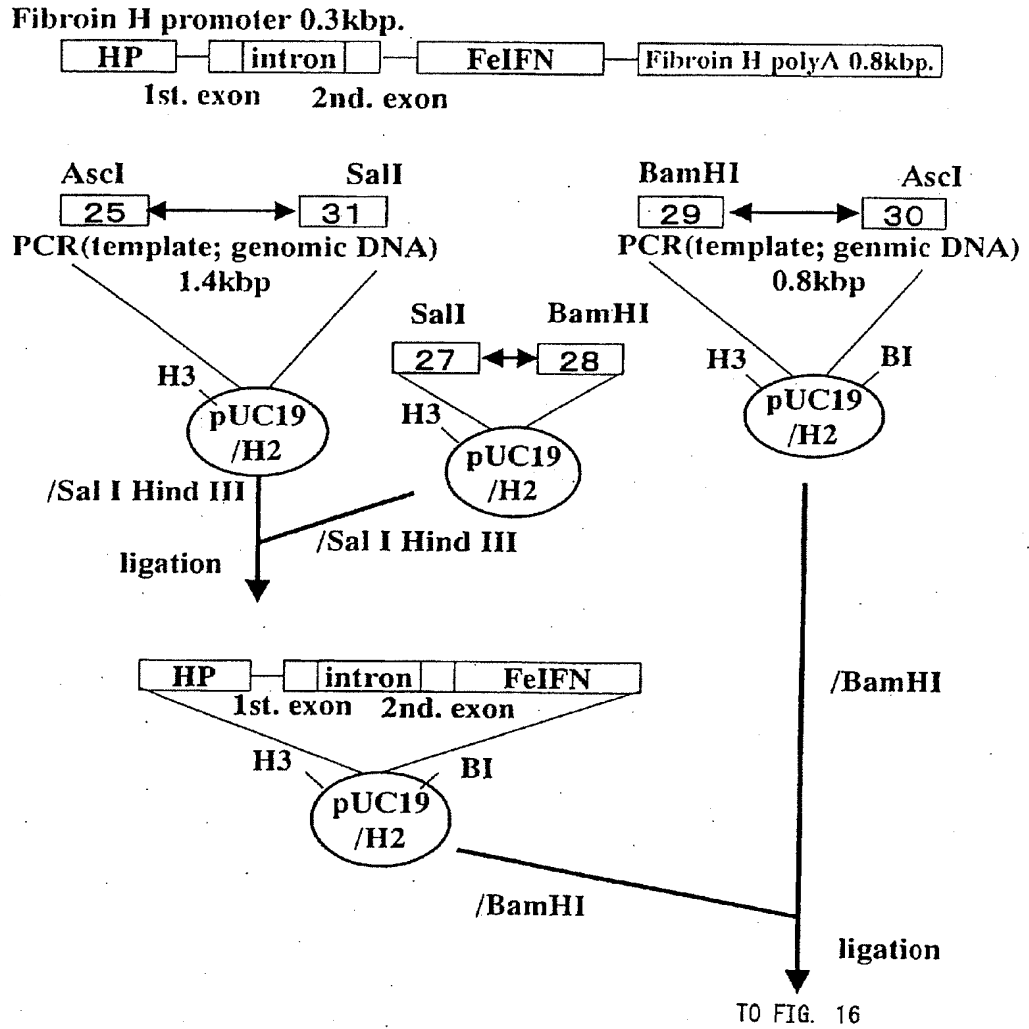 Fibroin H promoter 0.3kbp.
HP intron FeIFN Fibroin H polyA 0.8kbp.
1st. exon 2nd. exon
AscI SalI
25 31
PCR(template; genomic DNA)
1.4kbp
BamHI AscI
29 30
PCR(template; genmic DNA)
0.8kbp
SalI BamHI
27 28
H3
pUC19
/H2
H3
pUC19
/H2
H3 BI
pUC19
/H2
/Sal I Hind III
/Sal I Hind III
ligation
HP intron FeIFN
1st. exon 2nd. exon
H3 BI
pUC19
/H2
/BamHI
/BamHI
ligation
TO FIG. 16